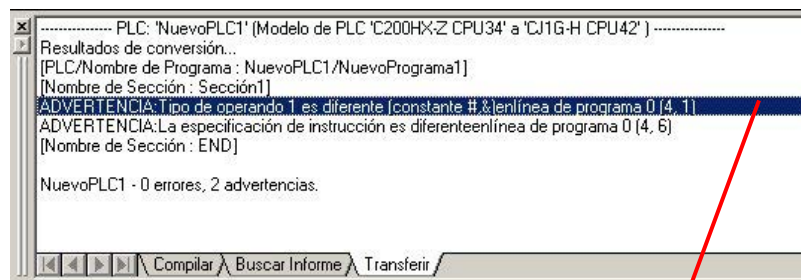 ---------------- PLC: 'NuevoPLC1' (Modelo de PLC 'C200HX-Z CPU34' a 'CJ1G-H CPU42' ) ----------------
Resultados de conversión...
[PLC/Nombre de Programa : NuevoPLC1/NuevoPrograma1]
[Nombre de Sección : Sección1]
ADVERTENCIA:Tipo de operando 1 es diferente (constante #,&)enlínea de programa 0 (4, 1)
ADVERTENCIA:La especificación de instrucción es diferenteenlínea de programa 0 (4, 6)
[Nombre de Sección : END]
NuevoPLC1 - 0 errores, 2 advertencias.
Compilar Buscar Informe Transferir